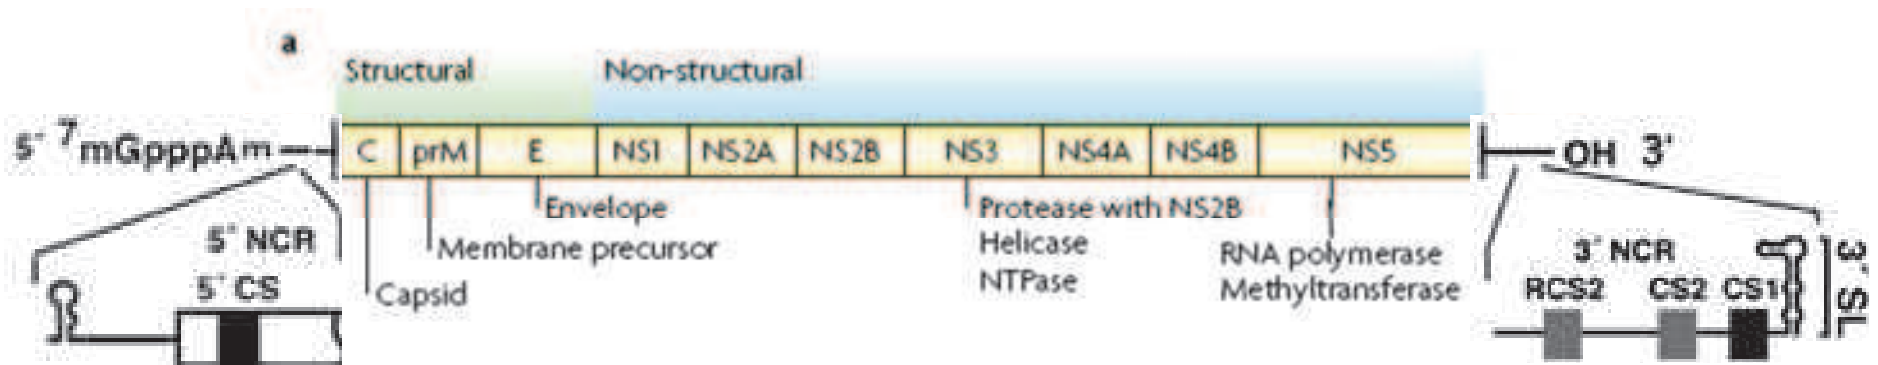 a
Structural Non-structural
5' 7mGpppAm C prM E NS1 NS2A NS2B NS3 NS4A NS4B NS5 OH 3'
Envelope Protease with NS2B
5' NCR Membrane precursor Helicase RNA polymerase 3' NCR
5' CS Capsid NTPase Methyltransferase RCS2 CS2 CS1
3' SL